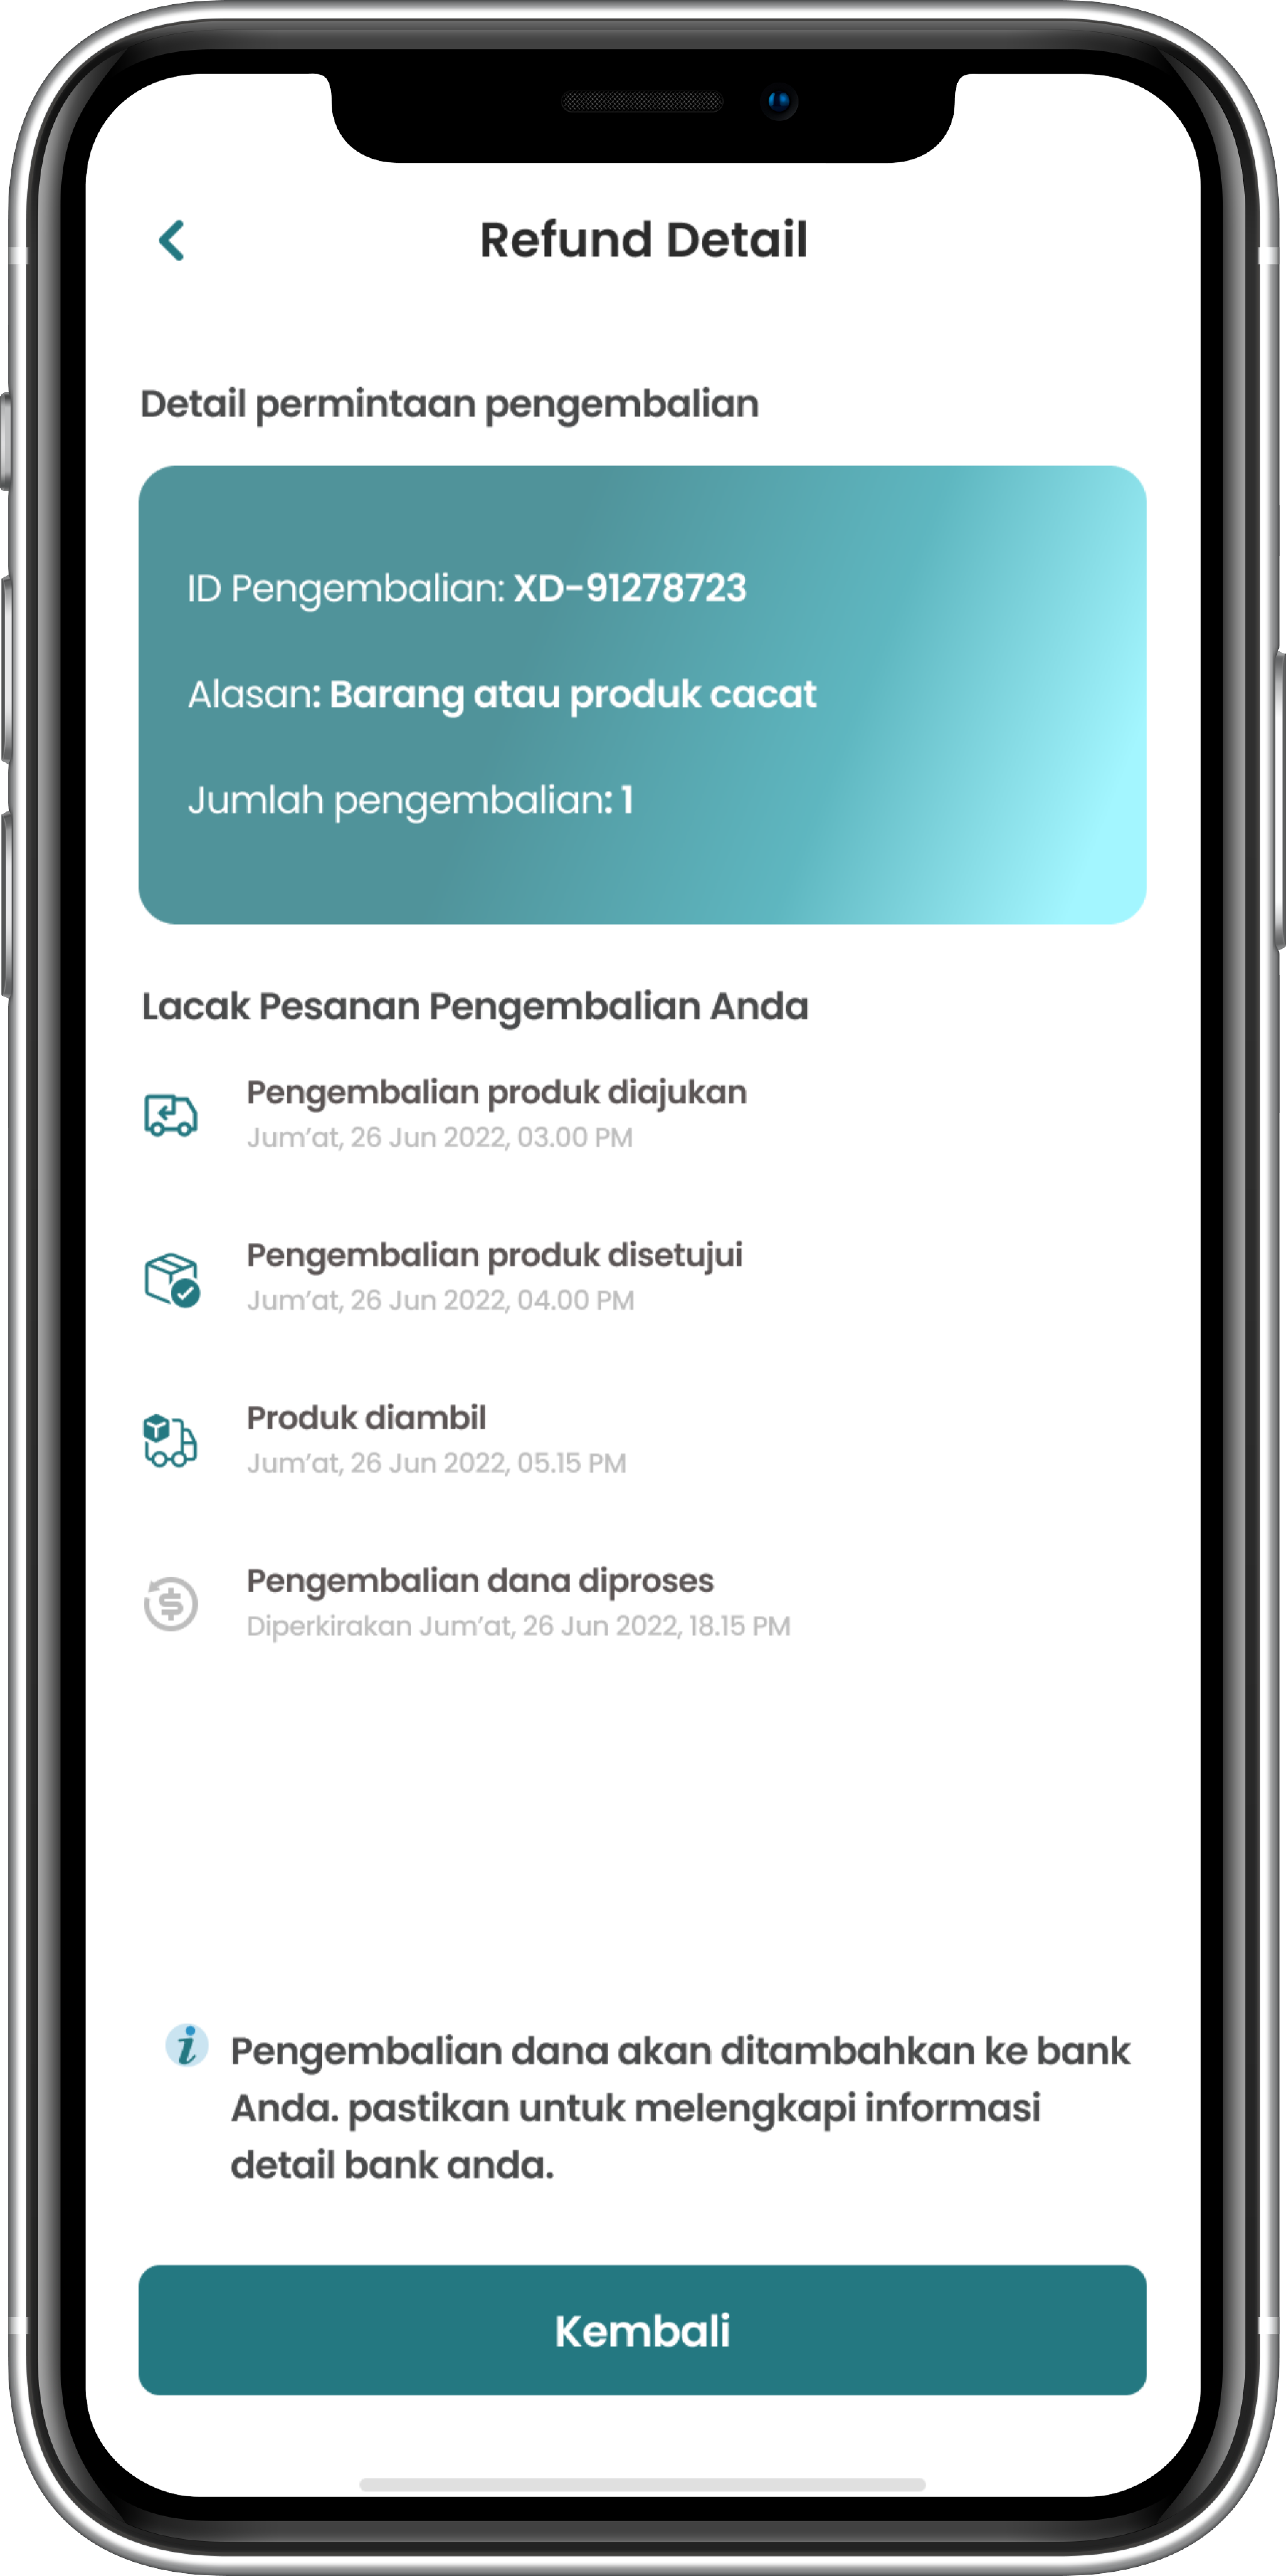 Refund Detail
Detail permintaan pengembalian
ID Pengembalian: XD-91278723
Alasan: Barang atau produk cacat
Jumlah pengembalian: 1
Lacak Pesanan Pengembalian Anda
Pengembalian produk diajukan
Jum'at, 26 Jun 2022, 03.00 PM
Pengembalian produk disetujui
Jum'at, 26 Jun 2022, 04.00 PM
Produk diambil
Jum'at, 26 Jun 2022, 05.15 PM
Pengembalian dana diproses
Diperkirakan Jum'at, 26 Jun 2022, 18.15 PM
Pengembalian dana akan ditambahkan ke bank
Anda. pastikan untuk melengkapi informasi
detail bank anda.
Kembali